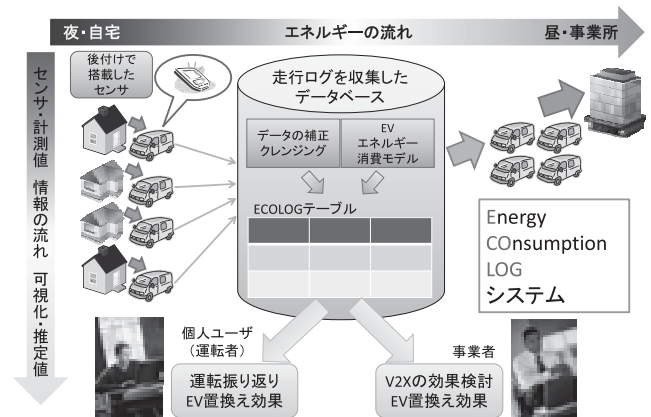 夜・自宅
エネルギーの流れ
昼・事業所
センサ・計測値 情報の流れ 可視化・推定値
後付けで
搭載した
センサ
走行ログを収集した
データベース
データの補正
クレンジング
EV
エネルギー
消費モデル
ECOLOGテーブル
Energy
COnsumption
LOG
システム
個人ユーザ
（運転者）
運転振り返り
EV置換え効果
事業者
V2Xの効果検討
EV置換え効果